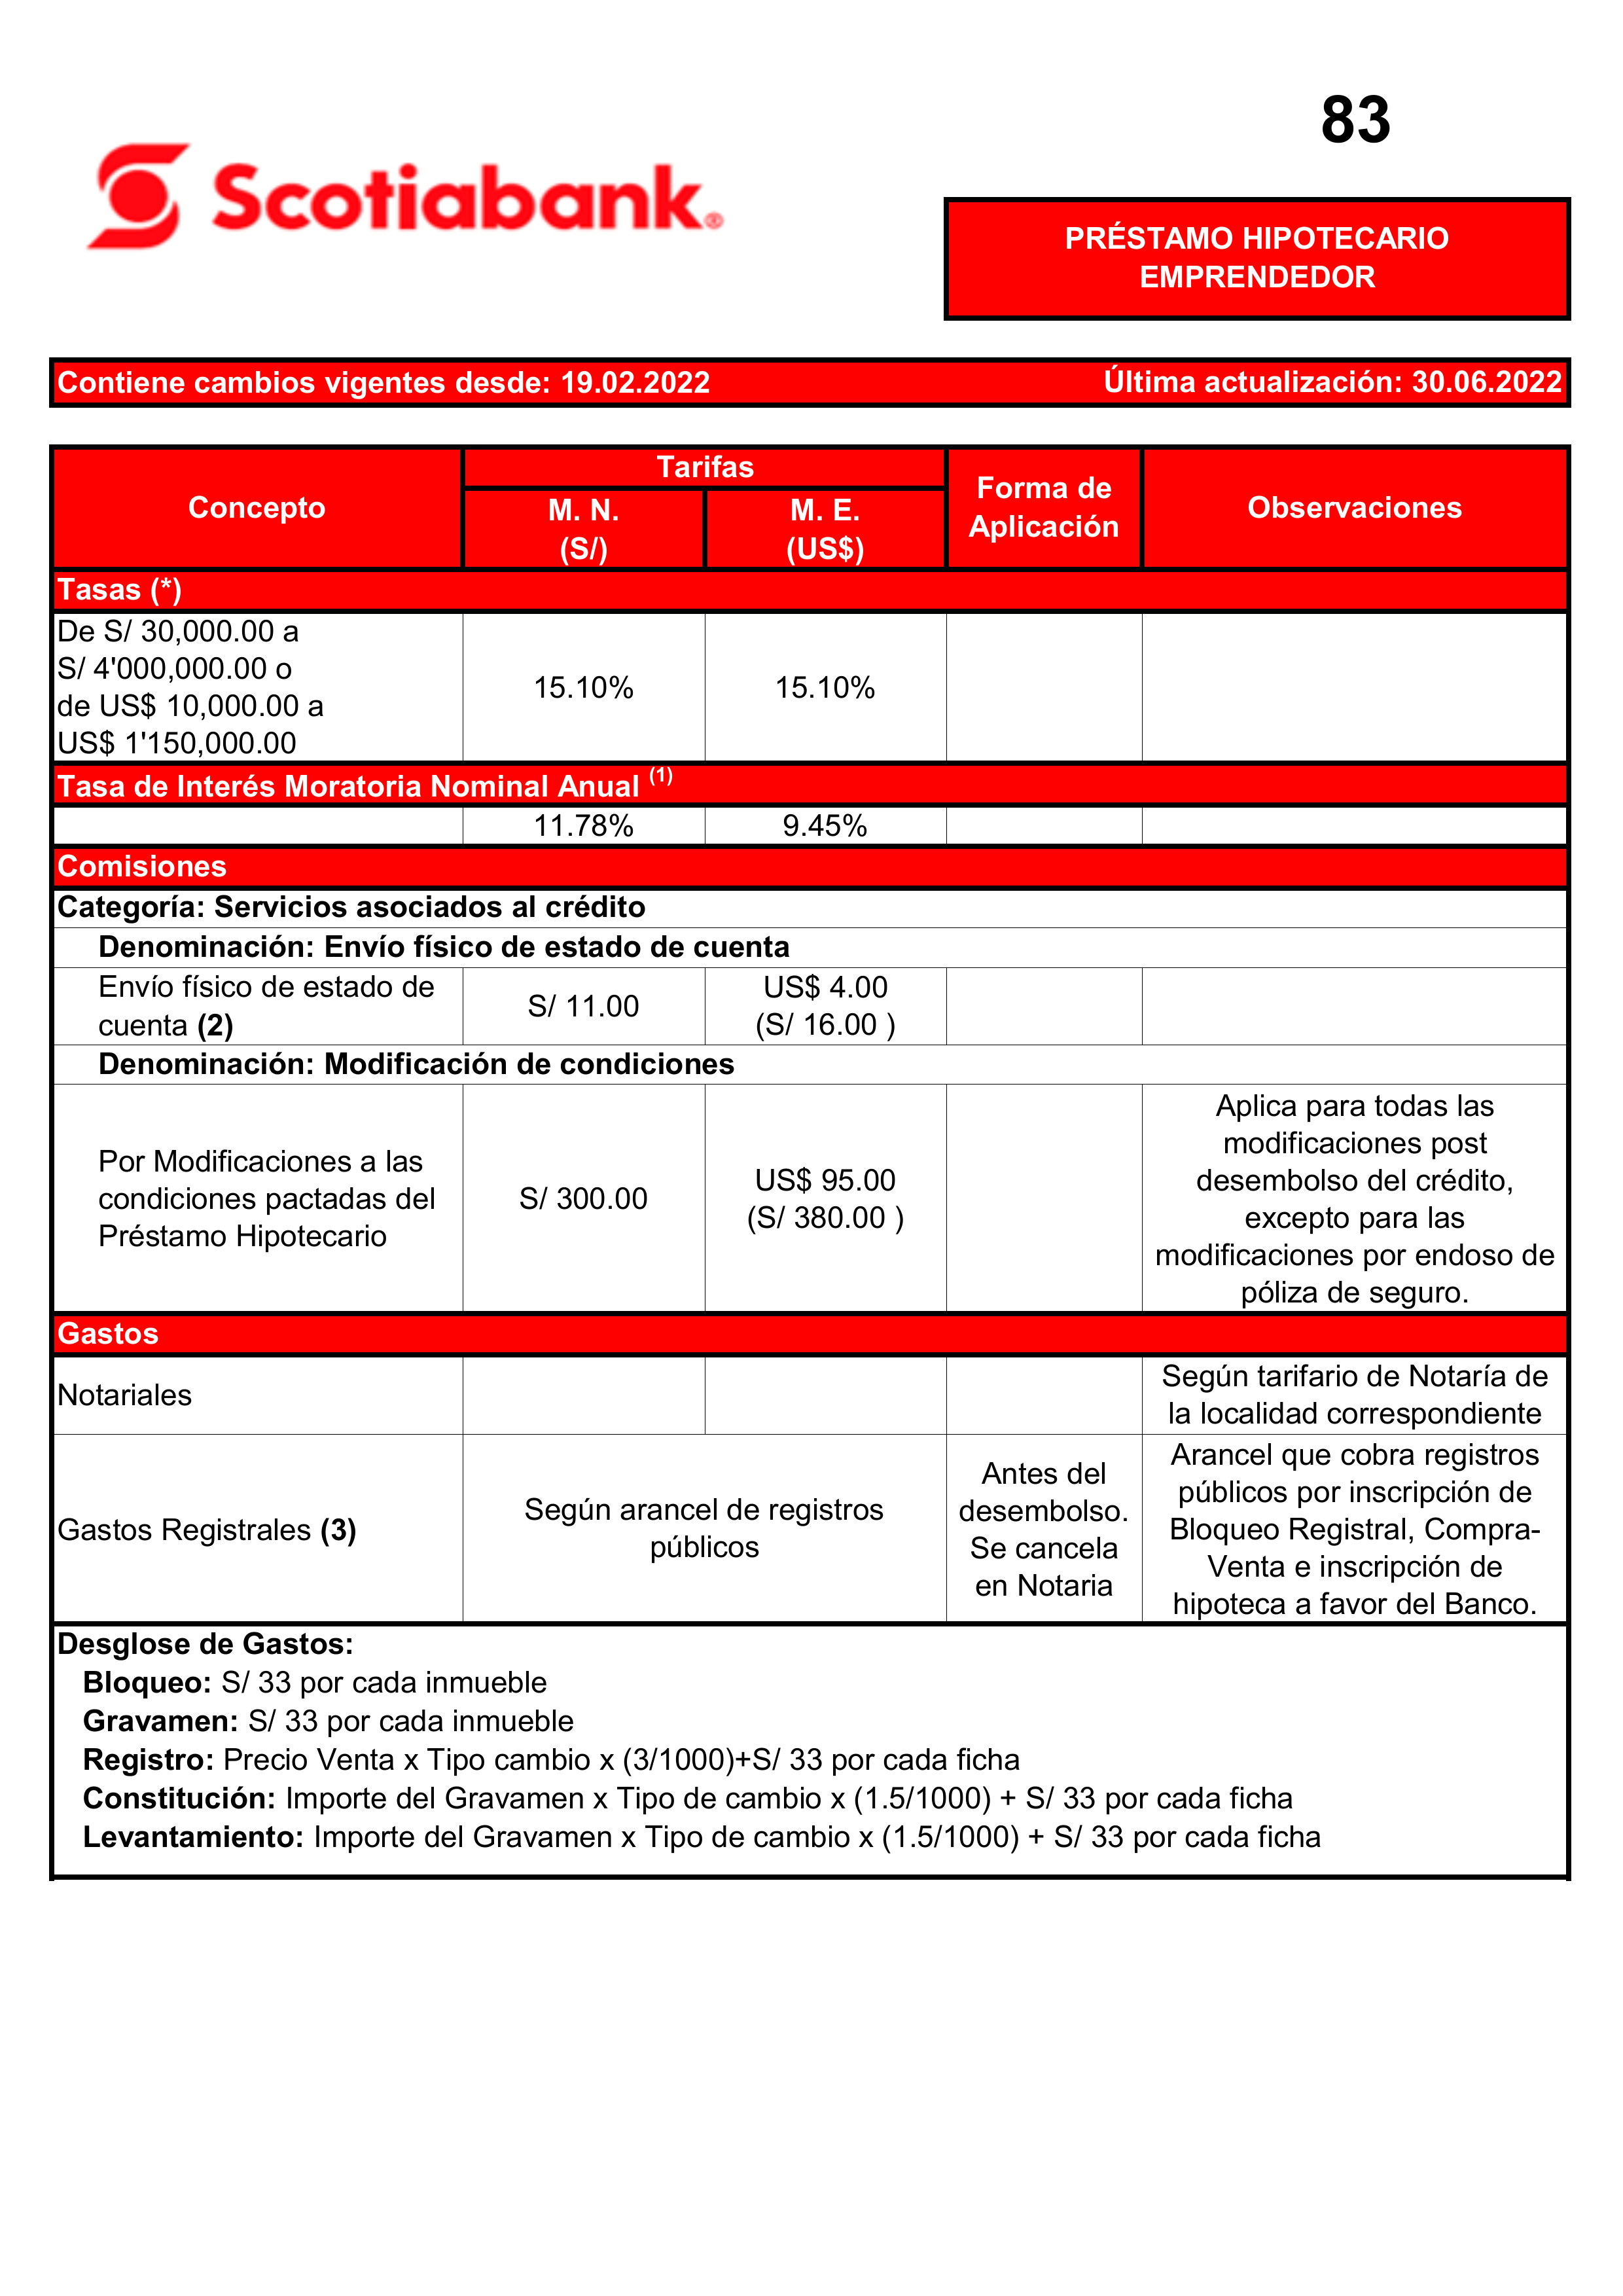 83
Scotiabank®
PRÉSTAMO HIPOTECARIO
EMPRENDEDOR
Contiene cambios vigentes desde: 19.02.2022 Última actualización: 30.06.2022
Concepto
Tarifas
M. N.
(S/)
M. E.
(US$)
Forma de
Aplicación
Observaciones
Tasas (*)
De S/ 30,000.00 a
S/ 4'000,000.00 o
de US$ 10,000.00 a
US$ 1'150,000.00
15.10%
15.10%
Tasa de Interés Moratoria Nominal Anual (1)
11.78%
9.45%
Comisiones
Categoría: Servicios asociados al crédito
Denominación: Envío físico de estado de cuenta
Envío físico de estado de
cuenta (2)
S/ 11.00
US$ 4.00
(S/ 16.00 )
Denominación: Modificación de condiciones
Por Modificaciones a las
condiciones pactadas del
Préstamo Hipotecario
S/ 300.00
US$ 95.00
(S/ 380.00 )
Aplica para todas las
modificaciones post
desembolso del crédito,
excepto para las
modificaciones por endoso de
póliza de seguro.
Gastos
Notariales
Según tarifario de Notaría de
la localidad correspondiente
Gastos Registrales (3)
Según arancel de registros
públicos
Antes del
desembolso.
Se cancela
en Notaria
Arancel que cobra registros
públicos por inscripción de
Bloqueo Registral, Compra-
Venta e inscripción de
hipoteca a favor del Banco.
Desglose de Gastos:
Bloqueo: S/ 33 por cada inmueble
Gravamen: S/ 33 por cada inmueble
Registro: Precio Venta x Tipo cambio x (3/1000)+S/ 33 por cada ficha
Constitución: Importe del Gravamen x Tipo de cambio x (1.5/1000) + S/ 33 por cada ficha
Levantamiento: Importe del Gravamen x Tipo de cambio x (1.5/1000) + S/ 33 por cada ficha